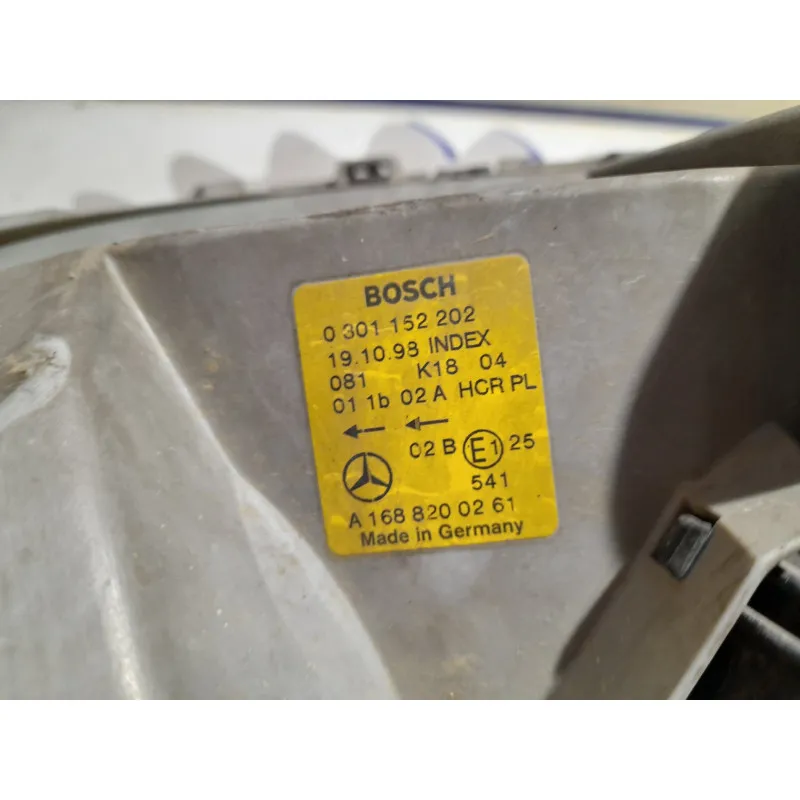 BOSCH
0 301 152 202
19.10.98 INDEX
081 K18 04
01 1b 02 A HCR PL
02 B E1 25
541
A 168 820 02 61
Made in Germany